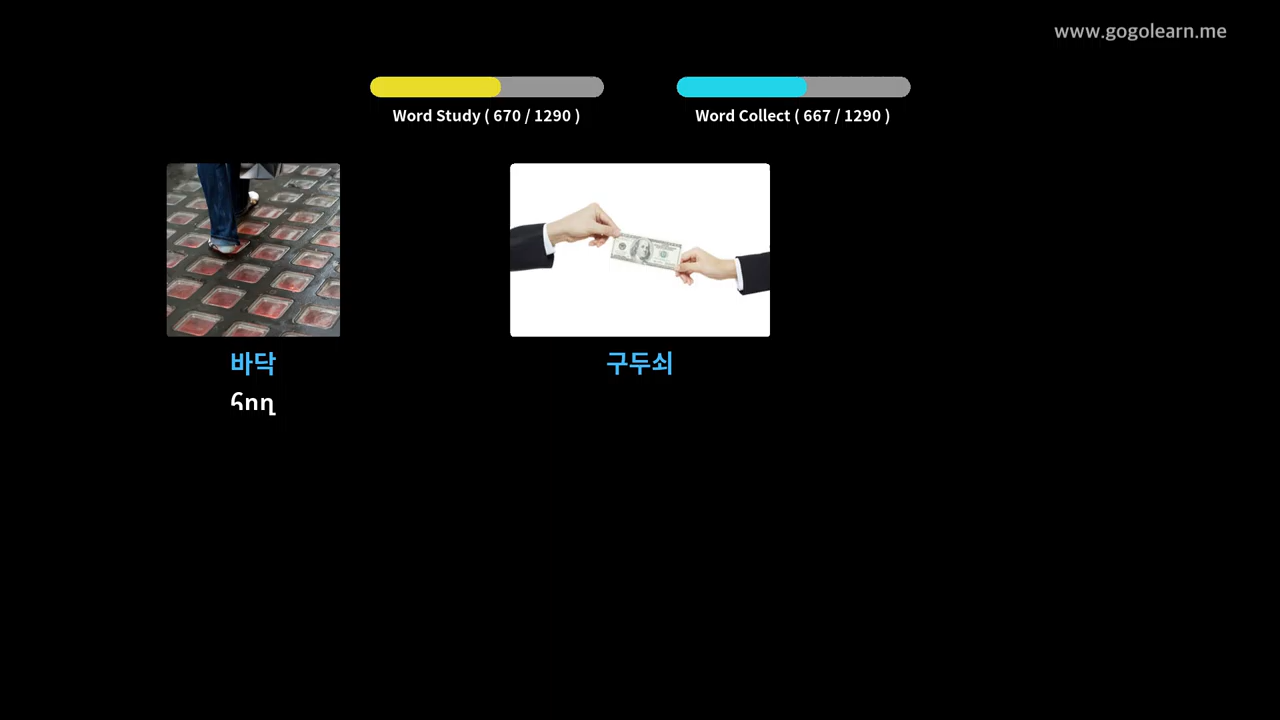 www.gogolearn.me
Word Study ( 670 / 1290 )
Word Collect ( 667 / 1290 )
바닥
구두쇠
Հող